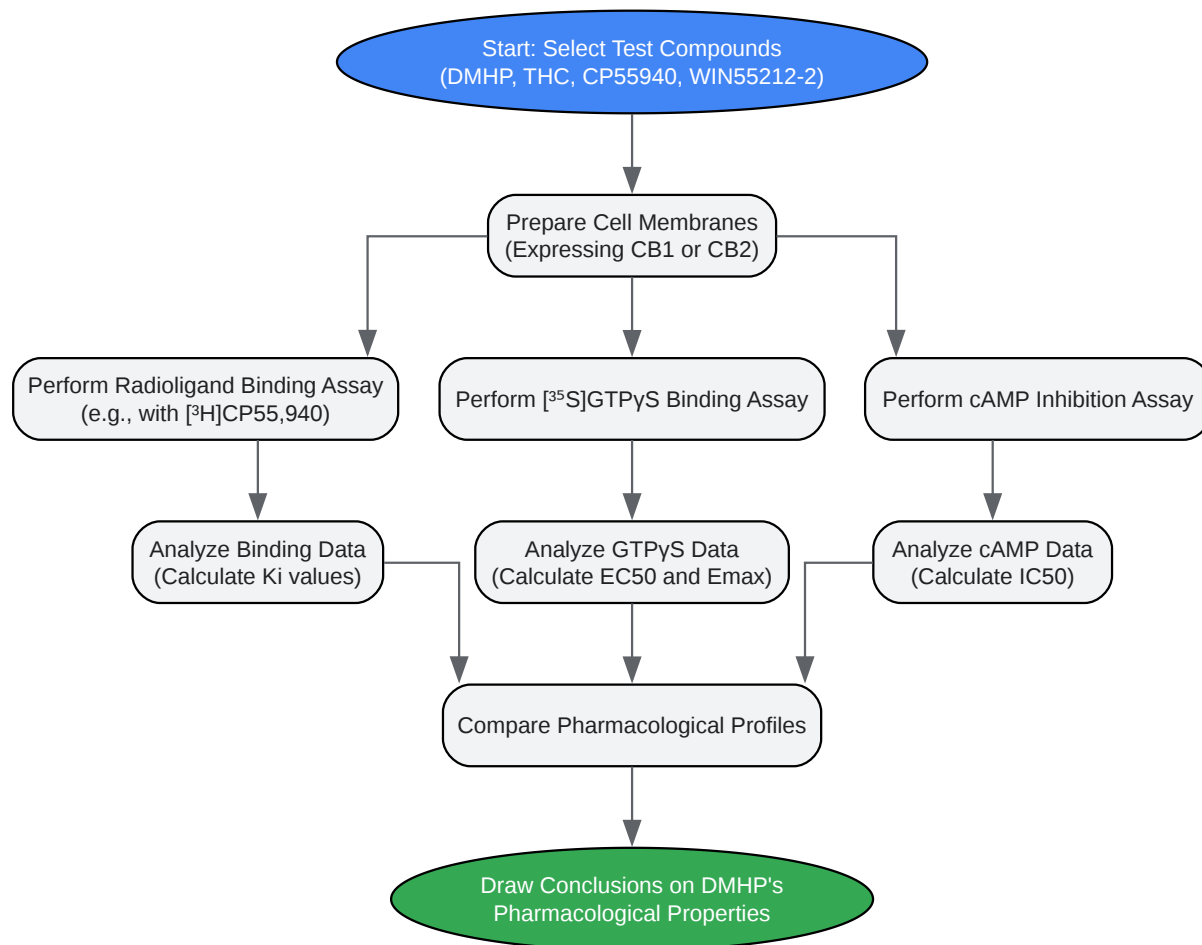 Start: Select Test Compounds
(DMHP, THC, CP55940, WIN55212-2)
Prepare Cell Membranes
(Expressing CB1 or CB2)
Perform Radioligand Binding Assay
(e.g., with [³H]CP55,940)
Perform [³⁵S]GTPγS Binding Assay
Perform cAMP Inhibition Assay
Analyze Binding Data
(Calculate Ki values)
Analyze GTPγS Data
(Calculate EC50 and Emax)
Analyze cAMP Data
(Calculate IC50)
Compare Pharmacological Profiles
Draw Conclusions on DMHP's
Pharmacological Properties